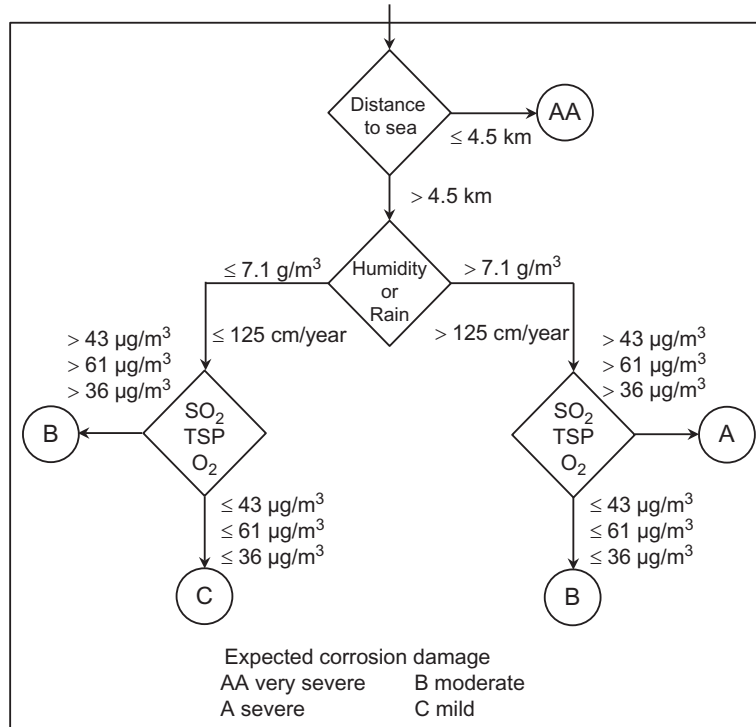 Distance
to sea
AA
≤ 4.5 km
> 4.5 km
≤ 7.1 g/m³
Humidity
or
Rain
> 7.1 g/m³
≤ 125 cm/year
> 125 cm/year
> 43 µg/m³
> 61 µg/m³
> 36 µg/m³
> 43 µg/m³
> 61 µg/m³
> 36 µg/m³
B
SO₂
TSP
O₂
SO₂
TSP
O₂
A
≤ 43 µg/m³
≤ 61 µg/m³
≤ 36 µg/m³
≤ 43 µg/m³
≤ 61 µg/m³
≤ 36 µg/m³
C
B
Expected corrosion damage
AA very severe B moderate
A severe C mild